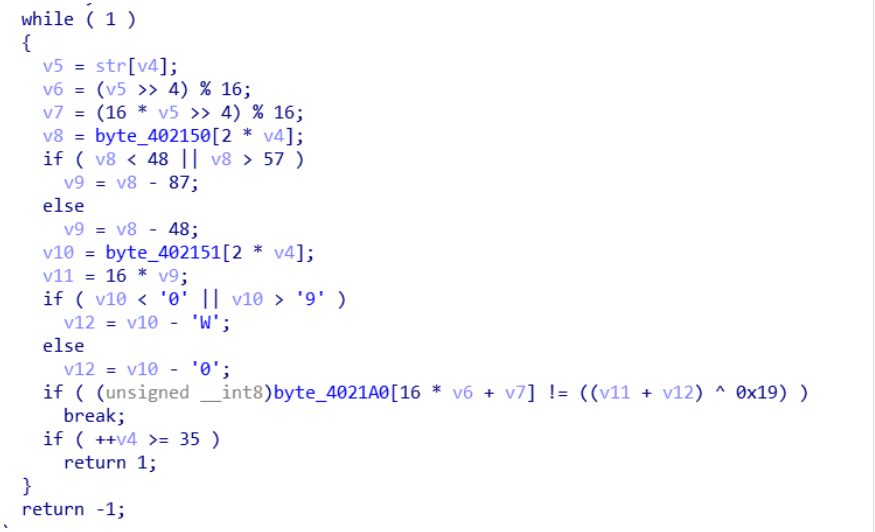 while ( 1 )
{
v5 = str[v4];
v6 = (v5 >> 4) % 16;
v7 = (16 * v5 >> 4) % 16;
v8 = byte_402150[2 * v4];
if ( v8 < 48 || v8 > 57 )
v9 = v8 - 87;
else
v9 = v8 - 48;
v10 = byte_402151[2 * v4];
v11 = 16 * v9;
if ( v10 < '0' || v10 > '9' )
v12 = v10 - 'W';
else
v12 = v10 - '0';
if ( (unsigned __int8)byte_4021A0[16 * v6 + v7] != ((v11 + v12) ^ 0x19) )
break;
if ( ++v4 >= 35 )
return 1;
}
return -1;